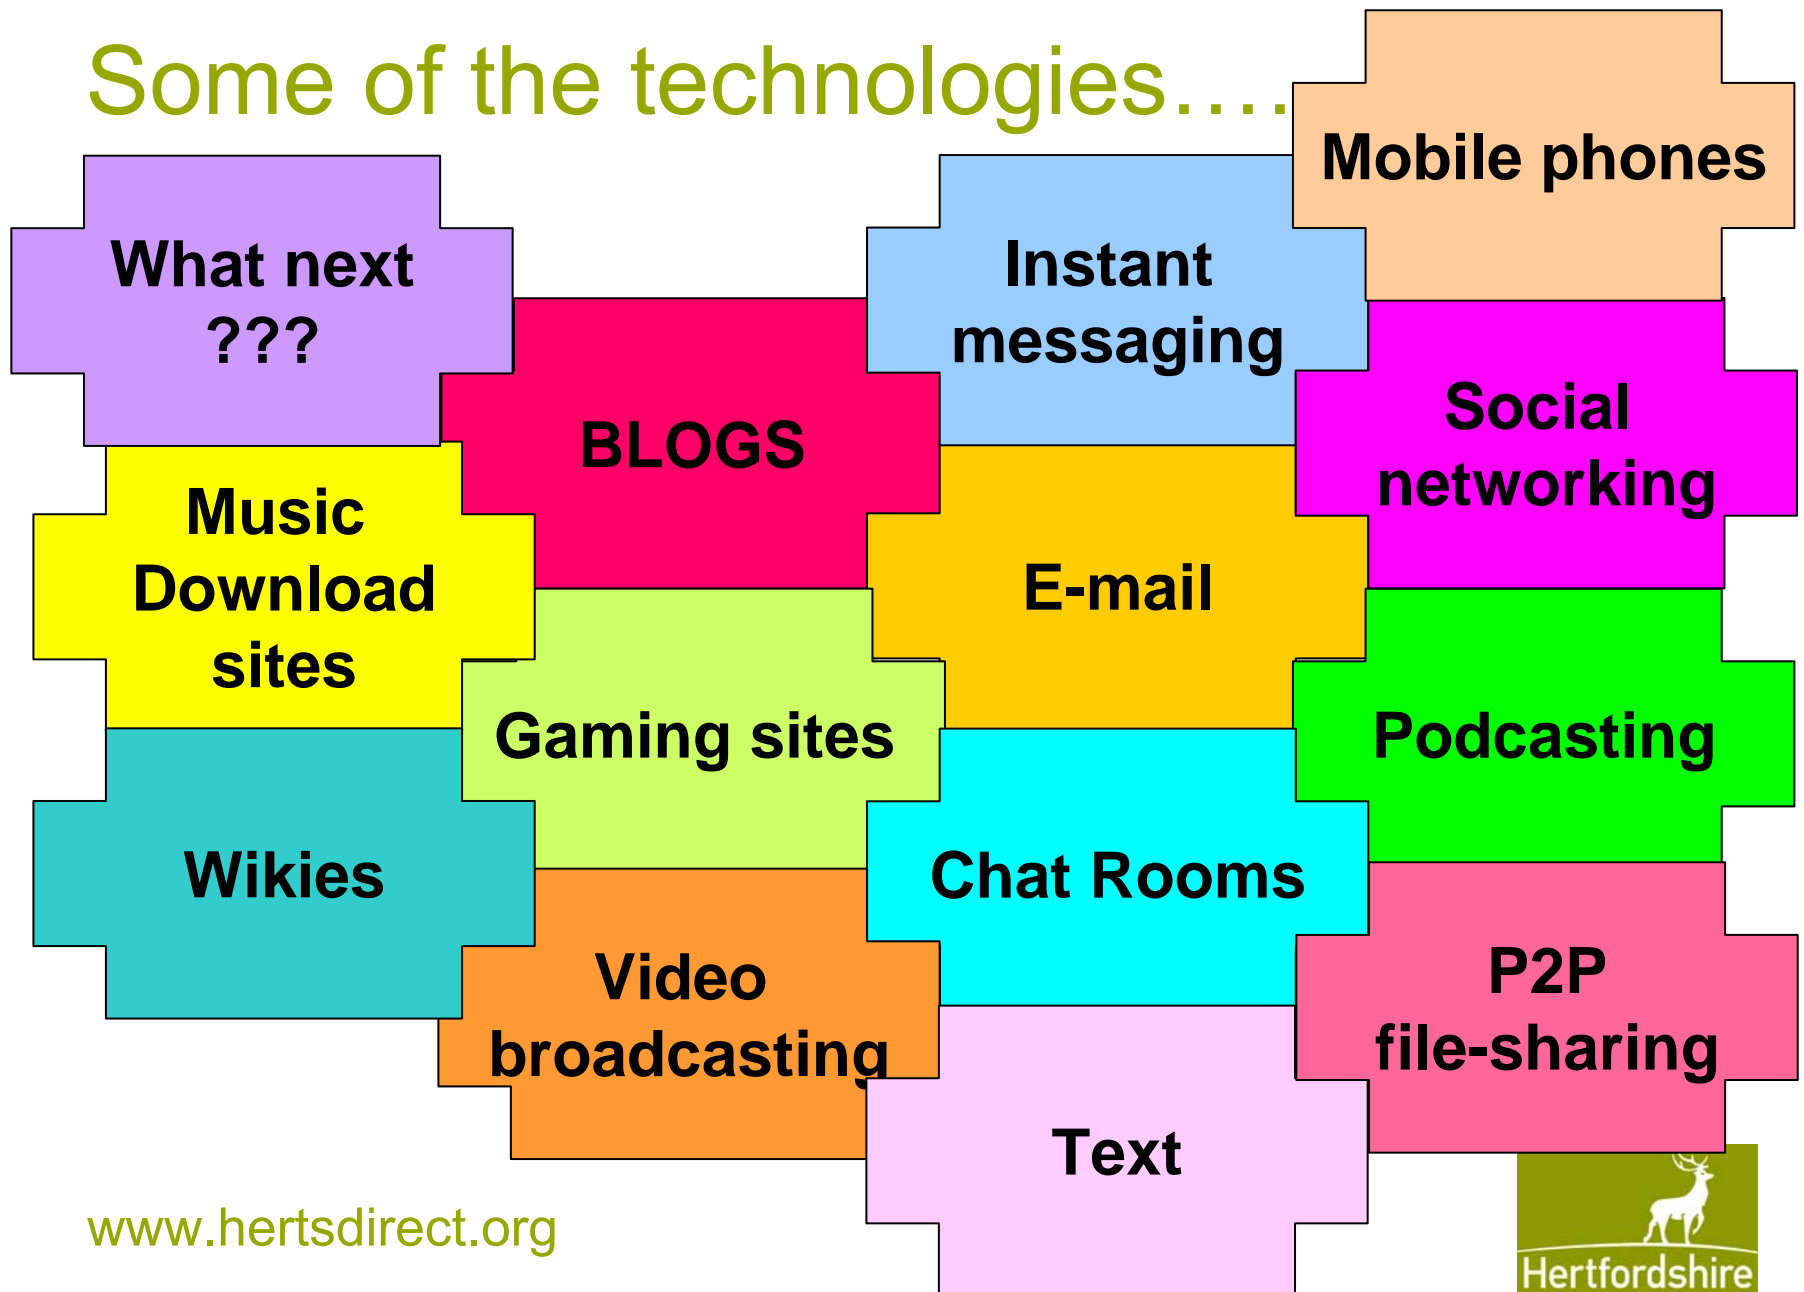 Some of the technologies....
Mobile phones
What next
???
Instant
messaging
BLOGS
Social
networking
Music
Download
sites
E-mail
Gaming sites
Podcasting
Wikies
Chat Rooms
Video
broadcasting
P2P
file-sharing
Text
www.hertsdirect.org
Hertfordshire